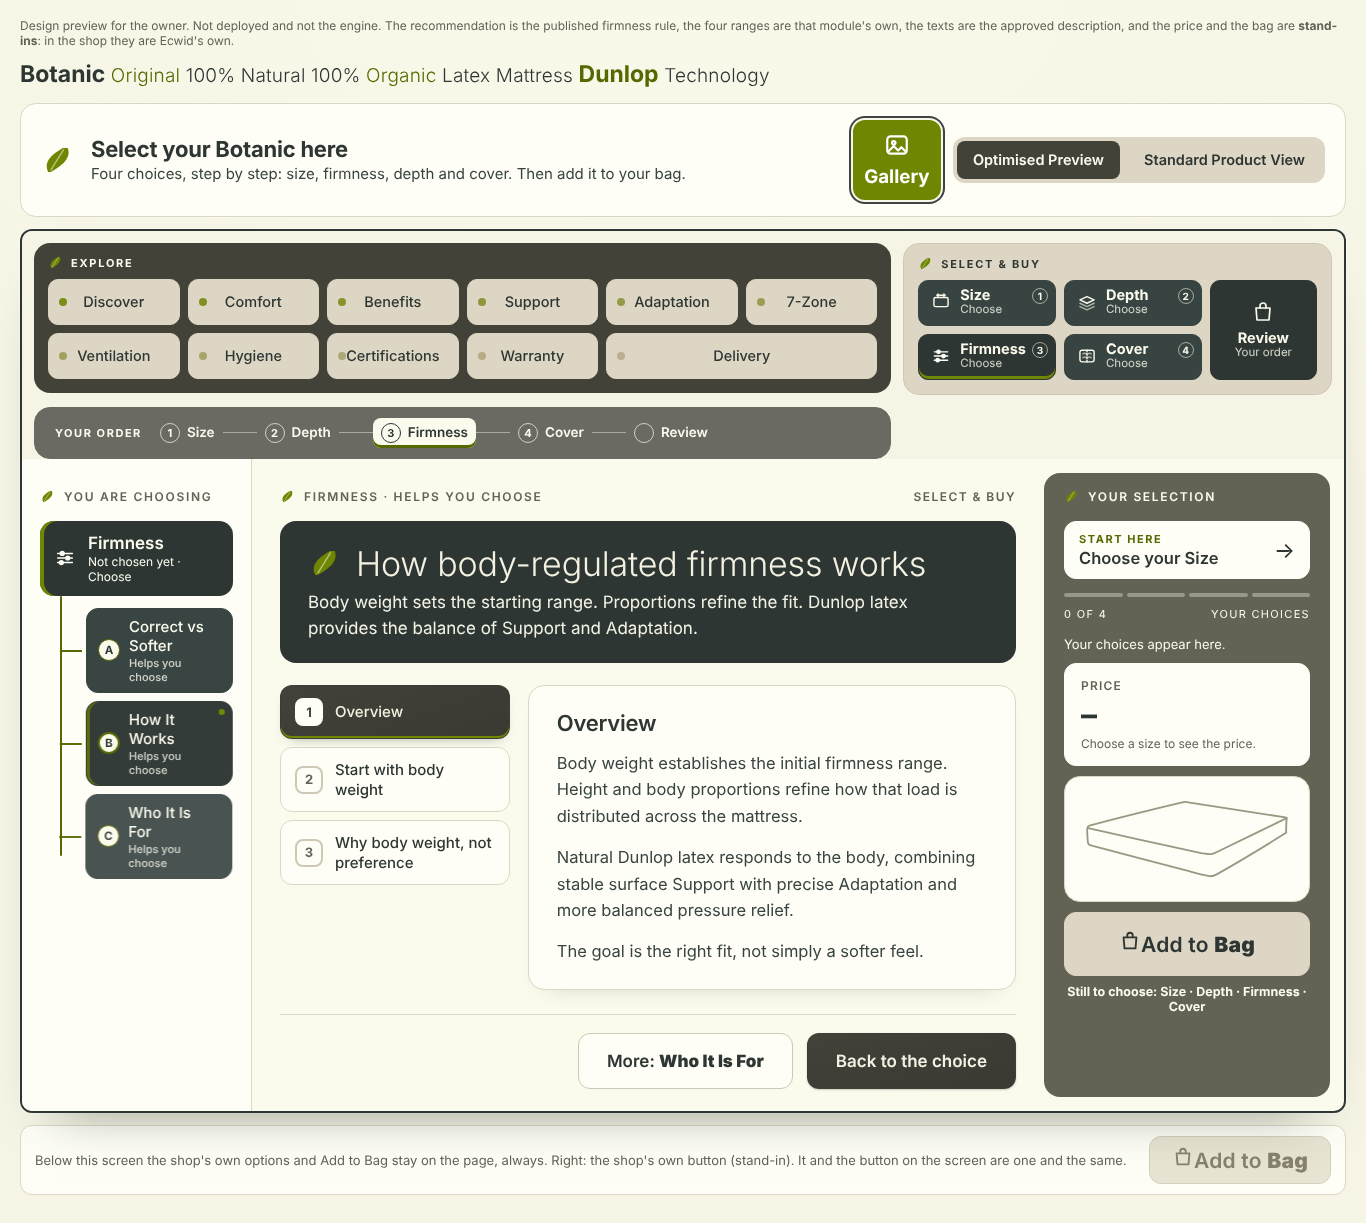 Design preview for the owner. Not deployed and not the engine. The recommendation is the published firmness rule, the four ranges are that module's own, the texts are the approved description, and the price and the bag are stand-
ins: in the shop they are Ecwid's own.
Botanic Original 100% Natural 100% Organic Latex Mattress Dunlop Technology
Select your Botanic here
Four choices, step by step: size, firmness, depth and cover. Then add it to your bag.
Gallery
Optimised Preview
Standard Product View
EXPLORE
Discover
Comfort
Benefits
Support
Adaptation
7-Zone
Ventilation
Hygiene
Certifications
Warranty
Delivery
SELECT & BUY
Size
Choose
1
Depth
Choose
2
Firmness
Choose
3
Cover
Choose
4
Review
Your order
YOUR ORDER
1 Size
2 Depth
3 Firmness
4 Cover
Review
YOU ARE CHOOSING
Firmness
Not chosen yet ·
Choose
A
Correct vs
Softer
Helps you
choose
B
How It
Works
Helps you
choose
C
Who It Is
For
Helps you
choose
FIRMNESS · HELPS YOU CHOOSE
SELECT & BUY
How body-regulated firmness works
Body weight sets the starting range. Proportions refine the fit. Dunlop latex
provides the balance of Support and Adaptation.
1 Overview
2 Start with body
weight
3 Why body weight, not
preference
Overview
Body weight establishes the initial firmness range.
Height and body proportions refine how that load is
distributed across the mattress.
Natural Dunlop latex responds to the body, combining
stable surface Support with precise Adaptation and
more balanced pressure relief.
The goal is the right fit, not simply a softer feel.
More: Who It Is For
Back to the choice
YOUR SELECTION
START HERE
Choose your Size
0 OF 4
YOUR CHOICES
Your choices appear here.
PRICE
–
Choose a size to see the price.
Add to Bag
Still to choose: Size · Depth · Firmness ·
Cover
Below this screen the shop's own options and Add to Bag stay on the page, always. Right: the shop's own button (stand-in). It and the button on the screen are one and the same.
Add to Bag